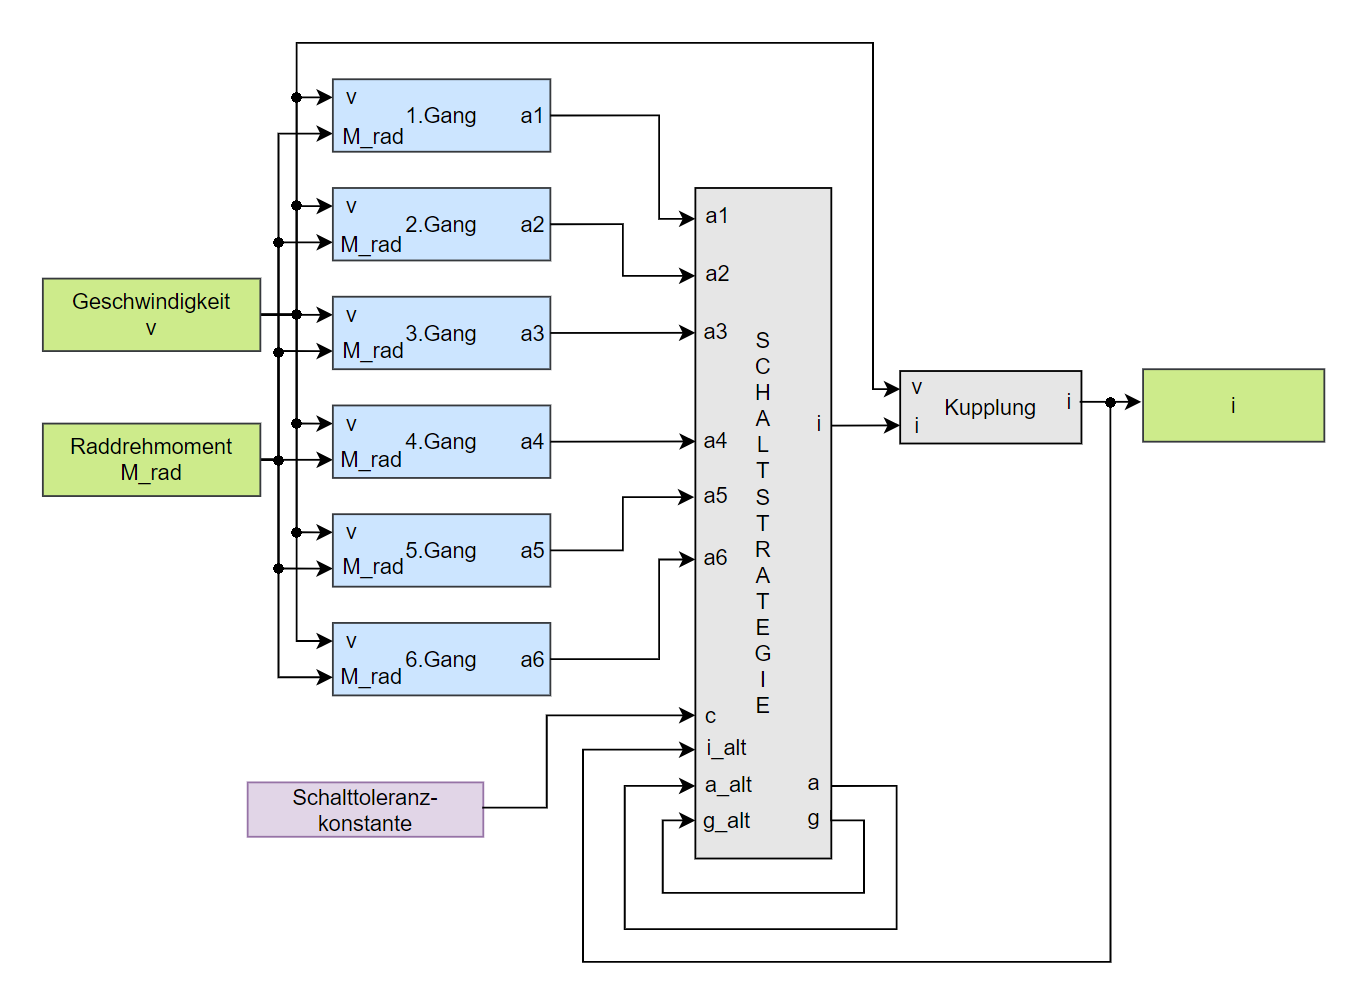 v
1.Gang
a1
M_rad
v
2.Gang
a2
M_rad
Geschwindigkeit
v
v
3.Gang
a3
M_rad
Raddrehmoment
M_rad
v
4.Gang
a4
M_rad
v
5.Gang
a5
M_rad
v
6.Gang
a6
M_rad
Schalttoleranz-
konstante
a1
a2
a3
a4
a5
a6
c
i_alt
a_alt
g_alt
S
C
H
A
L
T
S
T
R
A
T
E
G
I
E
i
a
g
v
i
Kupplung
i
i